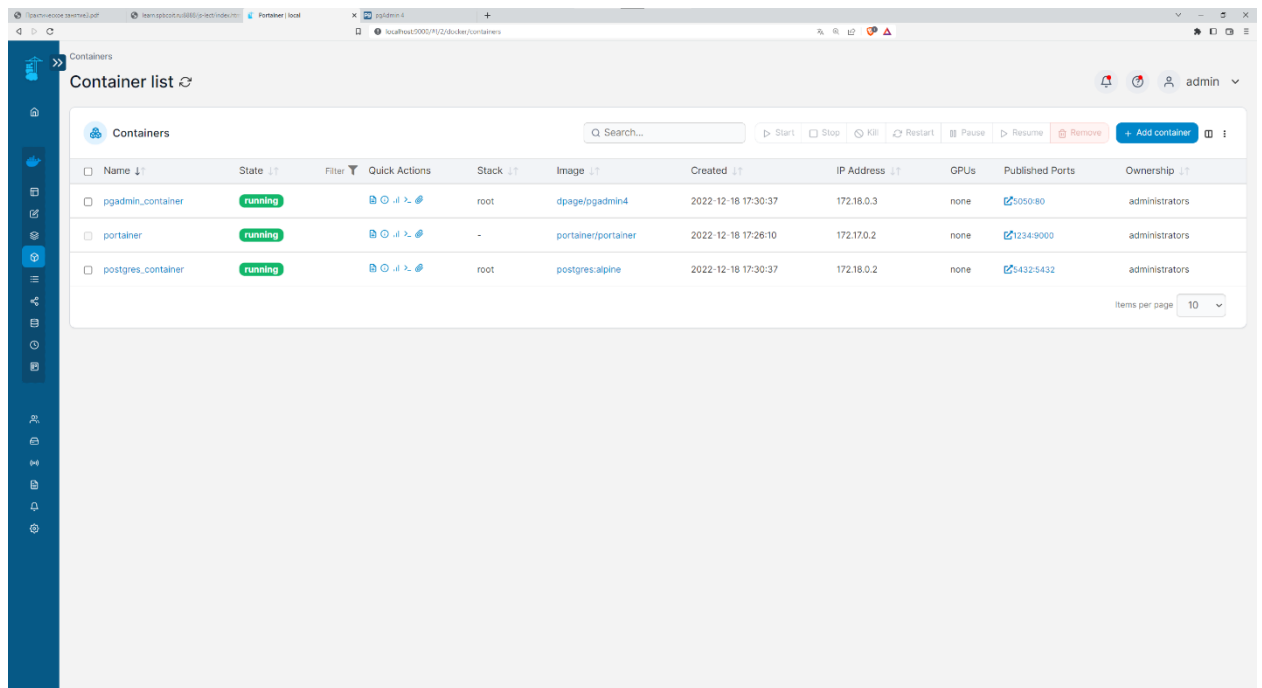 Portainer | local
pgAdmin 4
localhost:9000/#!/2/docker/containers
Containers
Container list
admin
Containers
Search...
Start
Stop
Kill
Restart
Pause
Resume
Remove
+ Add container
Name State Filter Quick Actions Stack Image Created IP Address GPUs Published Ports Ownership
pgadmin_container running root dpage/pgadmin4 2022-12-18 17:30:37 172.18.0.3 none 5050:80 administrators
portainer running - portainer/portainer 2022-12-18 17:26:10 172.17.0.2 none 1234:9000 administrators
postgres_container running root postgres:alpine 2022-12-18 17:30:37 172.18.0.2 none 5432:5432 administrators
Items per page 10